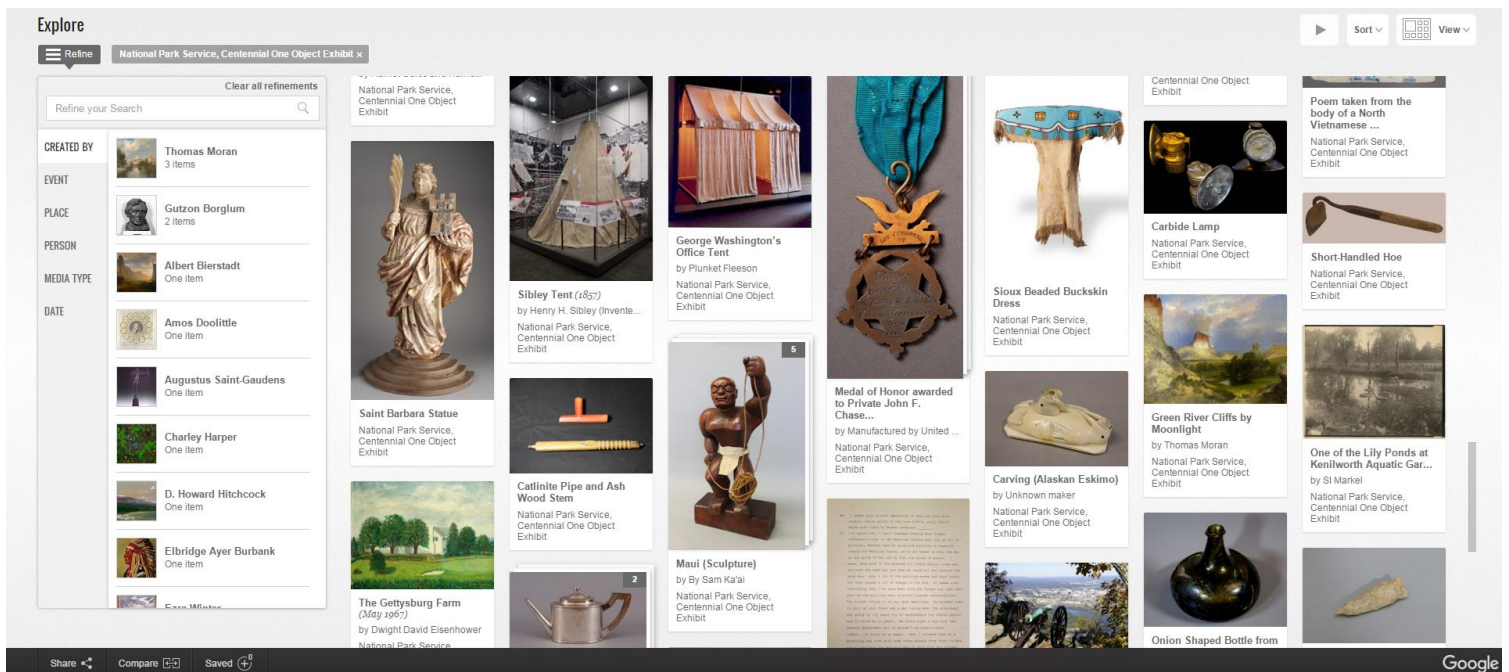 Explore
Sort
View
Refine
National Park Service, Centennial One Object Exhibit x
Clear all refinements
Refine your Search
CREATED BY
EVENT
PLACE
PERSON
MEDIA TYPE
DATE
Thomas Moran
3 items
Gutzon Borglum
2 items
Albert Bierstadt
One item
Amos Doolittle
One item
Augustus Saint-Gaudens
One item
Charley Harper
One item
D. Howard Hitchcock
One item
Elbridge Ayer Burbank
One item
Ezra Winter
National Park Service,
Centennial One Object
Exhibit
Saint Barbara Statue
National Park Service,
Centennial One Object
Exhibit
The Gettysburg Farm
(May 1967)
by Dwight David Eisenhower
National Park Service
Sibley Tent (1857)
by Henry H. Sibley (Invente...
National Park Service,
Centennial One Object
Exhibit
Catlinite Pipe and Ash
Wood Stem
National Park Service,
Centennial One Object
Exhibit
2
George Washington's
Office Tent
by Plunket Fleeson
National Park Service,
Centennial One Object
Exhibit
5
Maui (Sculpture)
by By Sam Ka'ai
National Park Service,
Centennial One Object
Exhibit
Medal of Honor awarded
to Private John F.
Chase...
by Manufactured by United ...
National Park Service,
Centennial One Object
Exhibit
Sioux Beaded Buckskin
Dress
National Park Service,
Centennial One Object
Exhibit
Carving (Alaskan Eskimo)
by Unknown maker
National Park Service,
Centennial One Object
Exhibit
Centennial One Object
Exhibit
Carbide Lamp
National Park Service,
Centennial One Object
Exhibit
Green River Cliffs by
Moonlight
by Thomas Moran
National Park Service,
Centennial One Object
Exhibit
Onion Shaped Bottle from
Poem taken from the
body of a North
Vietnamese ...
National Park Service,
Centennial One Object
Exhibit
Short-Handled Hoe
National Park Service,
Centennial One Object
Exhibit
One of the Lily Ponds at
Kenilworth Aquatic Gar...
by SI Markel
National Park Service,
Centennial One Object
Exhibit
Share
Compare
Saved
0
Google